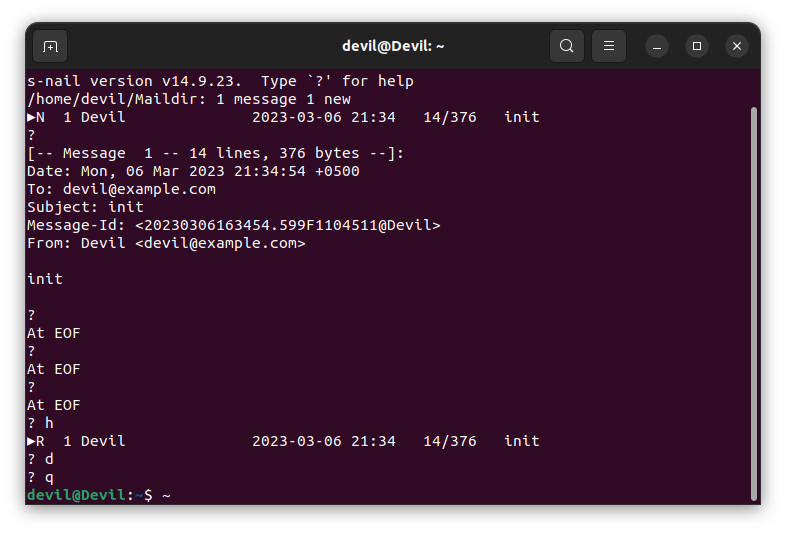 devil@Devil: ~
s-nail version v14.9.23.  Type `?' for help
/home/devil/Maildir: 1 message 1 new
▸N  1 Devil              2023-03-06 21:34   14/376   init
?
[-- Message  1 -- 14 lines, 376 bytes --]:
Date: Mon, 06 Mar 2023 21:34:54 +0500
To: devil@example.com
Subject: init
Message-Id: <20230306163454.599F1104511@Devil>
From: Devil <devil@example.com>

init

?
At EOF
?
At EOF
?
At EOF
? h
▸R  1 Devil              2023-03-06 21:34   14/376   init
? d
? q
devil@Devil:~$ ~